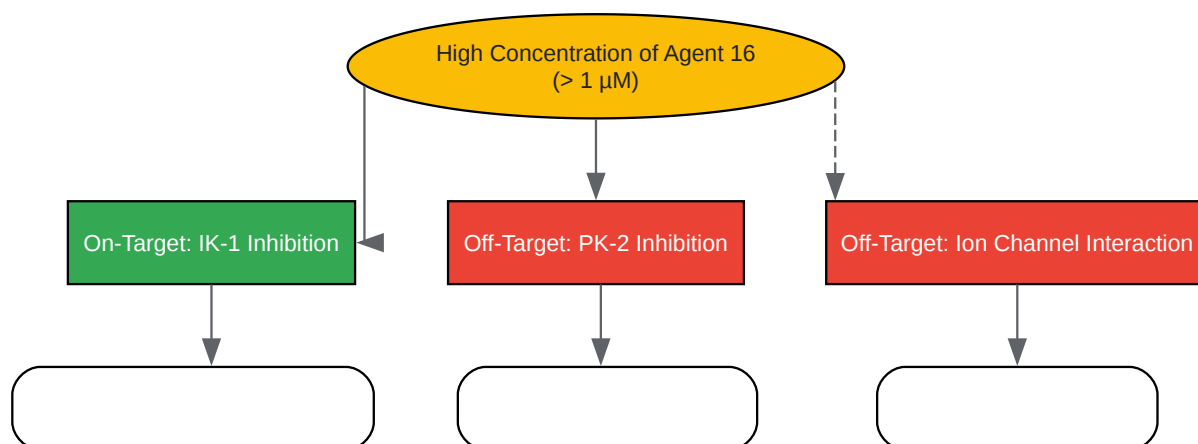 High Concentration of Agent 16
(> 1 µM)
On-Target: IK-1 Inhibition
Off-Target: PK-2 Inhibition
Off-Target: Ion Channel Interaction